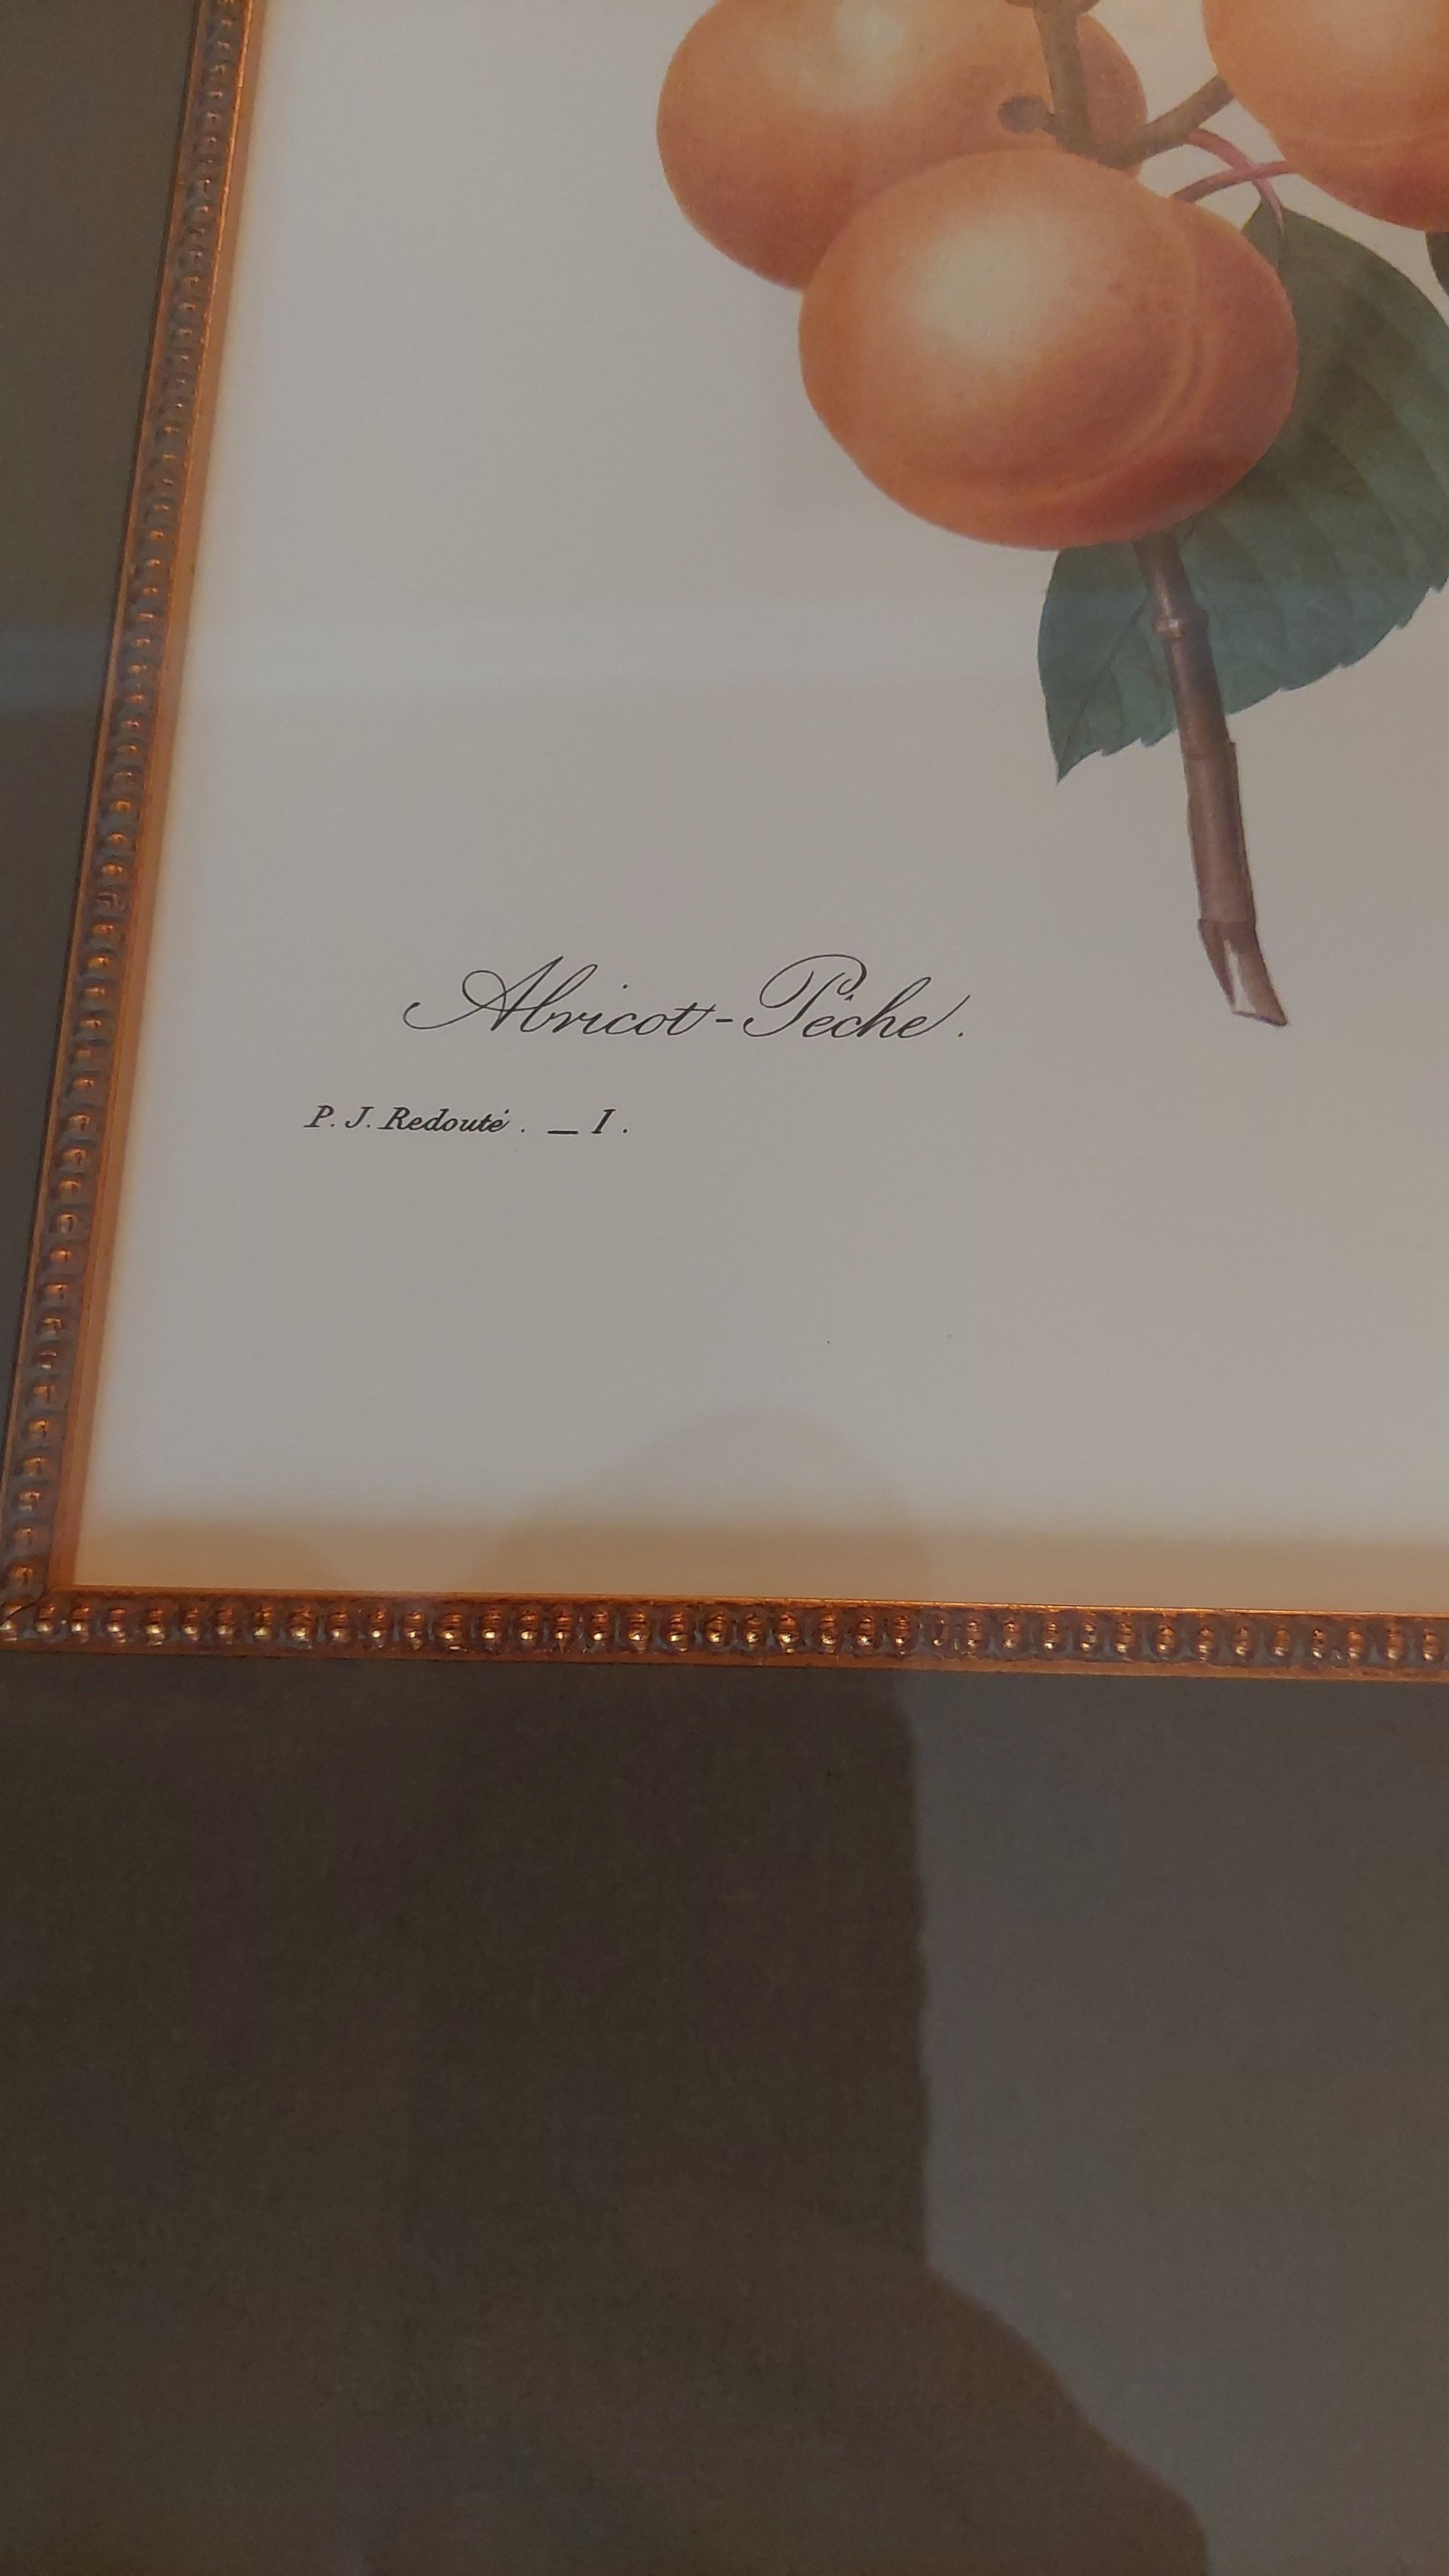 Abricot-Pêche.
P. J. Redouté. _ I.